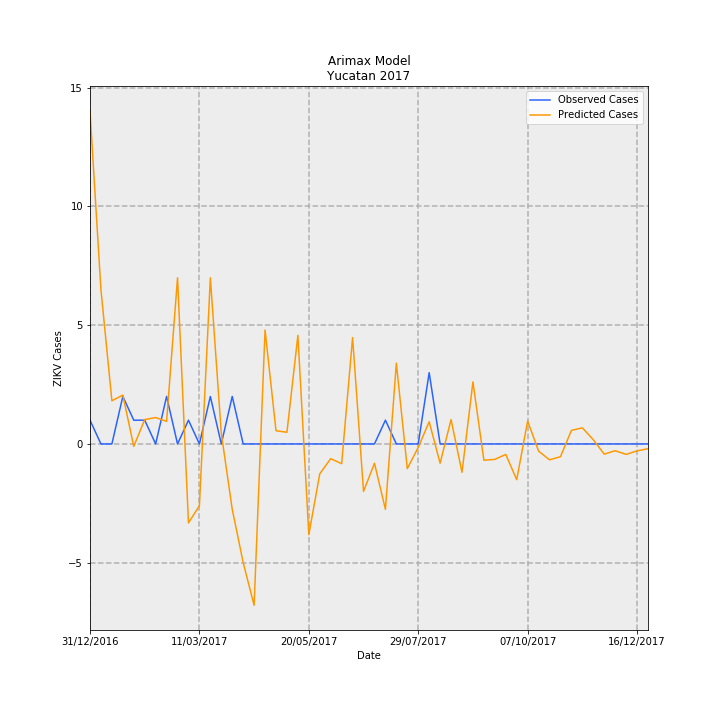 Arimax Model
Yucatan 2017
Observed Cases
Predicted Cases
15
10
5
0
−5
ZIKV Cases
31/12/2016 11/03/2017 20/05/2017 29/07/2017 07/10/2017 16/12/2017
Date